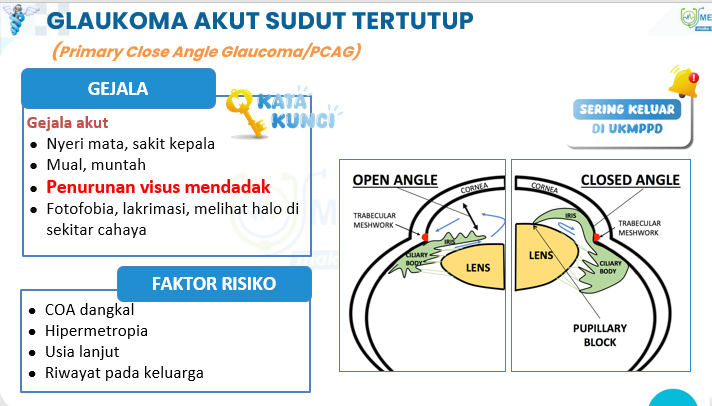 GLAUKOMA AKUT SUDUT TERTUTUP
(Primary Close Angle Glaucoma/PCAG)
GEJALA
KATA
KUNCI
Gejala akut
• Nyeri mata, sakit kepala
• Mual, muntah
• Penurunan visus mendadak
• Fotofobia, lakrimasi, melihat halo di
sekitar cahaya
FAKTOR RISIKO
• COA dangkal
• Hipermetropia
• Usia lanjut
• Riwayat pada keluarga
SERING KELUAR
DI UKMPPD
OPEN ANGLE
CORNEA
TRABECULAR
MESHWORK
IRIS
CILIARY
BODY
LENS
CLOSED ANGLE
CORNEA
IRIS
TRABECULAR
MESHWORK
CILIARY
BODY
LENS
PUPILLARY
BLOCK